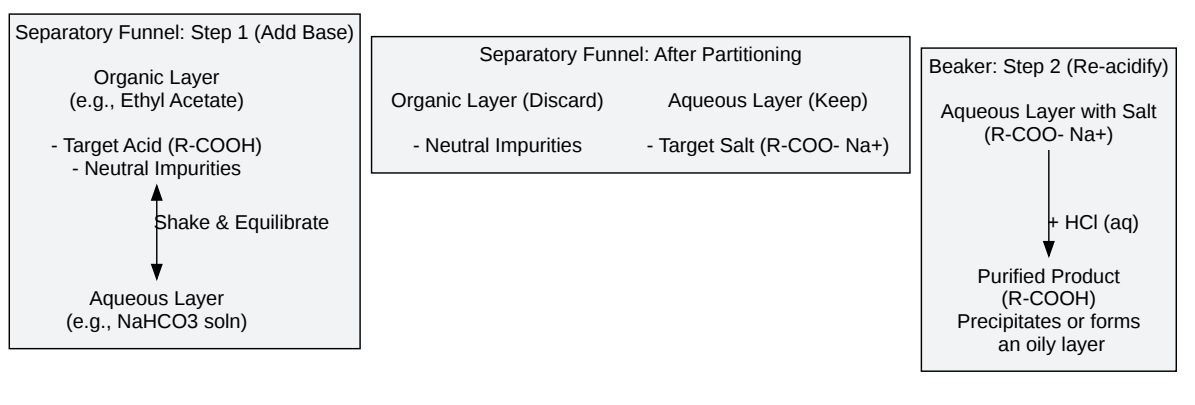 Separatory Funnel: Step 1 (Add Base)
Organic Layer
(e.g., Ethyl Acetate)
- Target Acid (R-COOH)
- Neutral Impurities
Shake & Equilibrate
Aqueous Layer
(e.g., NaHCO3 soln)
Separatory Funnel: After Partitioning
Organic Layer (Discard)
- Neutral Impurities
Aqueous Layer (Keep)
- Target Salt (R-COO- Na+)
Beaker: Step 2 (Re-acidify)
Aqueous Layer with Salt
(R-COO- Na+)
+ HCl (aq)
Purified Product
(R-COOH)
Precipitates or forms
an oily layer